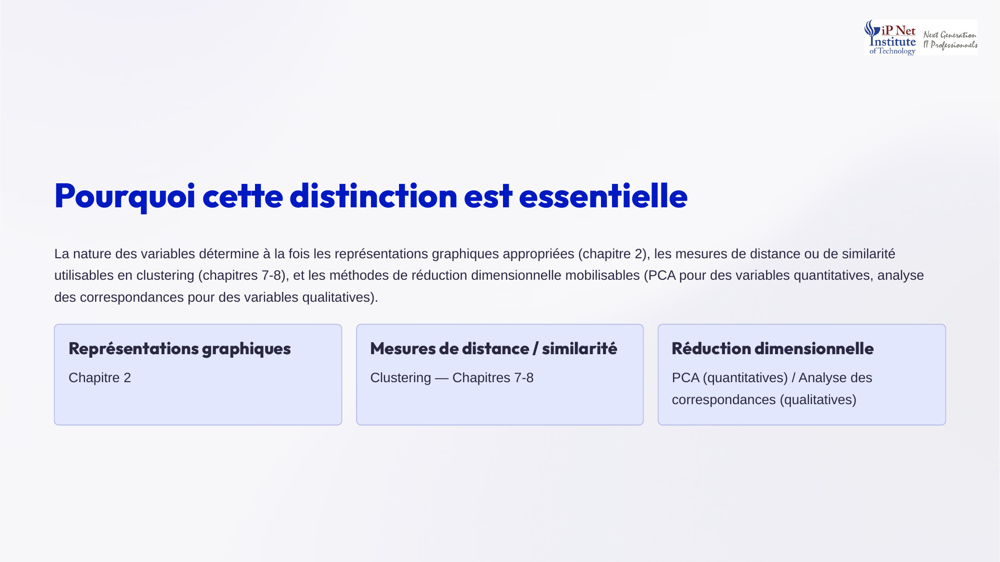 iP Net
Institute
of Technology
Next Generation
IT Professionnels
Pourquoi cette distinction est essentielle
La nature des variables détermine à la fois les représentations graphiques appropriées (chapitre 2), les mesures de distance ou de similarité
utilisables en clustering (chapitres 7-8), et les méthodes de réduction dimensionnelle mobilisables (PCA pour des variables quantitatives, analyse
des correspondances pour des variables qualitatives).
Représentations graphiques
Chapitre 2
Mesures de distance / similarité
Clustering — Chapitres 7-8
Réduction dimensionnelle
PCA (quantitatives) / Analyse des
correspondances (qualitatives)